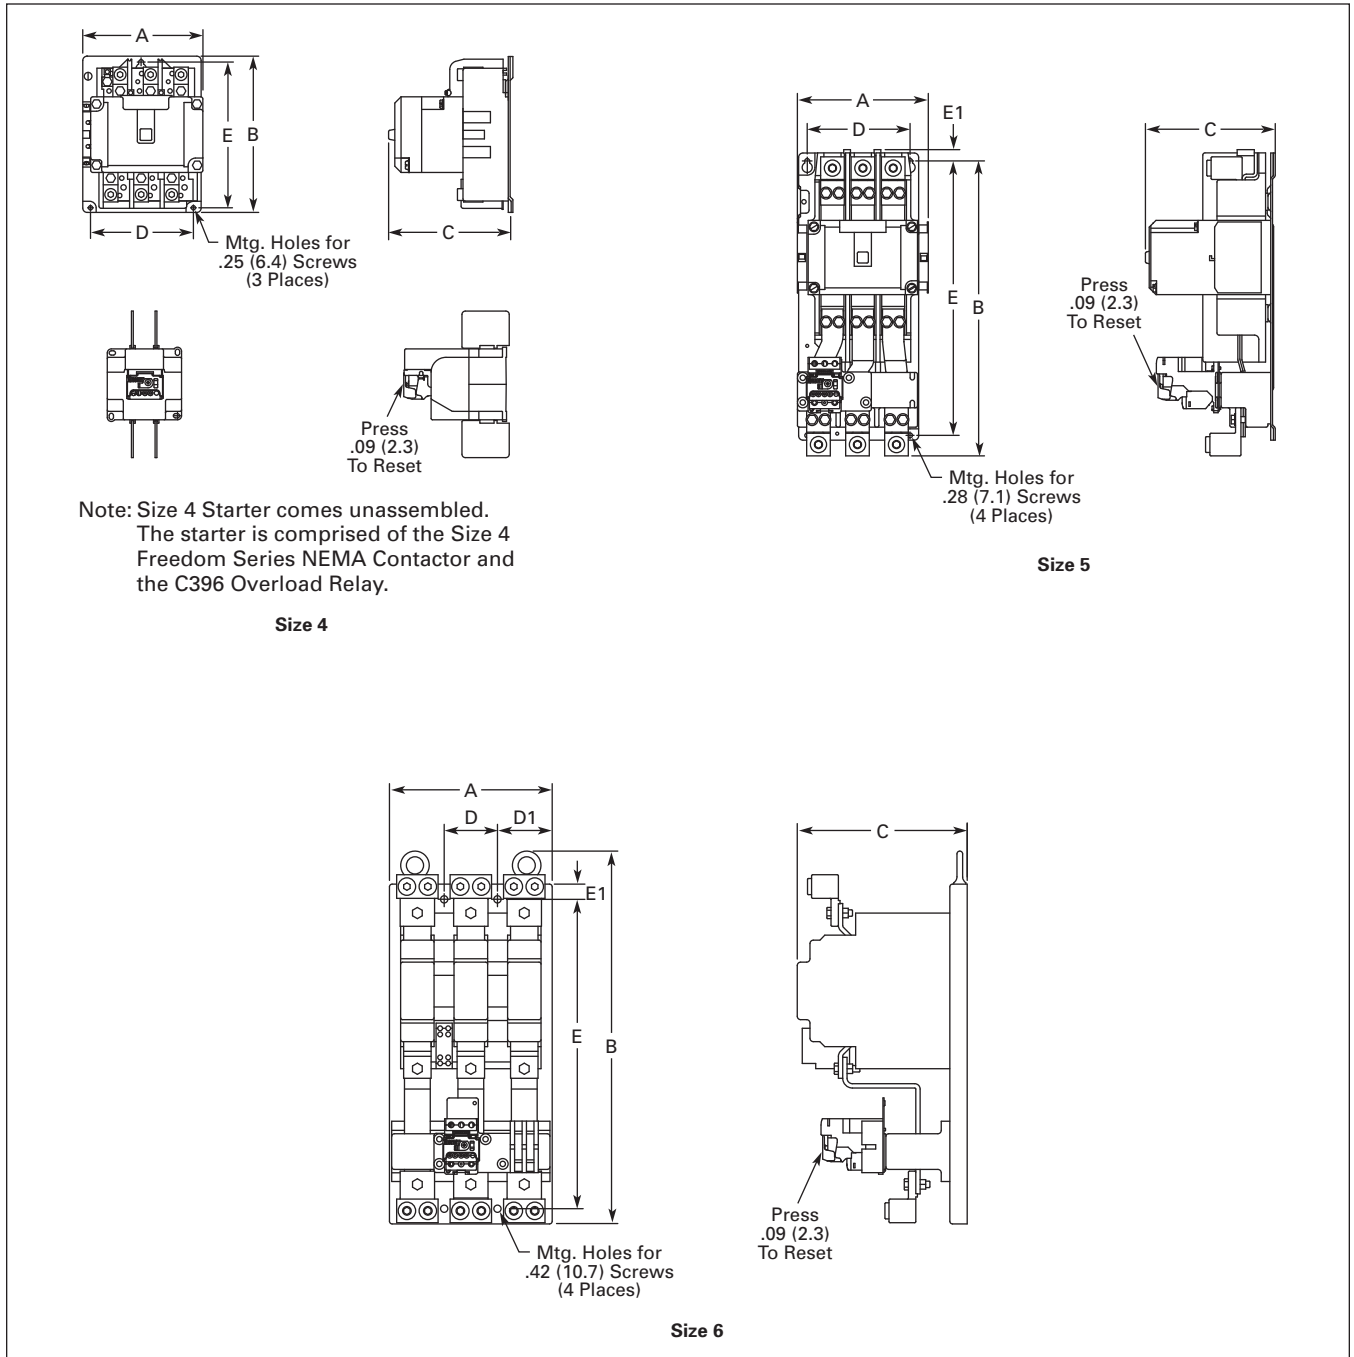 A
E
B
D
C
Mtg. Holes for
.25 (6.4) Screws
(3 Places)
Press
.09 (2.3)
To Reset
Note: Size 4 Starter comes unassembled.
The starter is comprised of the Size 4
Freedom Series NEMA Contactor and
the C396 Overload Relay.
Size 4
A
E1
D
C
E
B
Press
.09 (2.3)
To Reset
Mtg. Holes for
.28 (7.1) Screws
(4 Places)
Size 5
A
D
D1
E1
C
E
B
Press
.09 (2.3)
To Reset
Mtg. Holes for
.42 (10.7) Screws
(4 Places)
Size 6